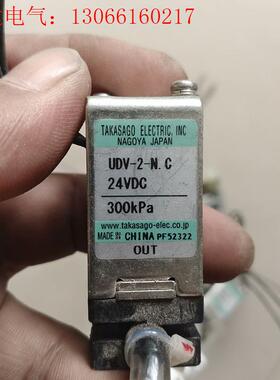 电气：13066160217
TAKASAGO ELECTRIC, INC
NAGOYA JAPAN
UDV-2-N.C
24VDC
300kPa
www.takasago-elec.co.jp
MADE IN CHINA PF52322
OUT